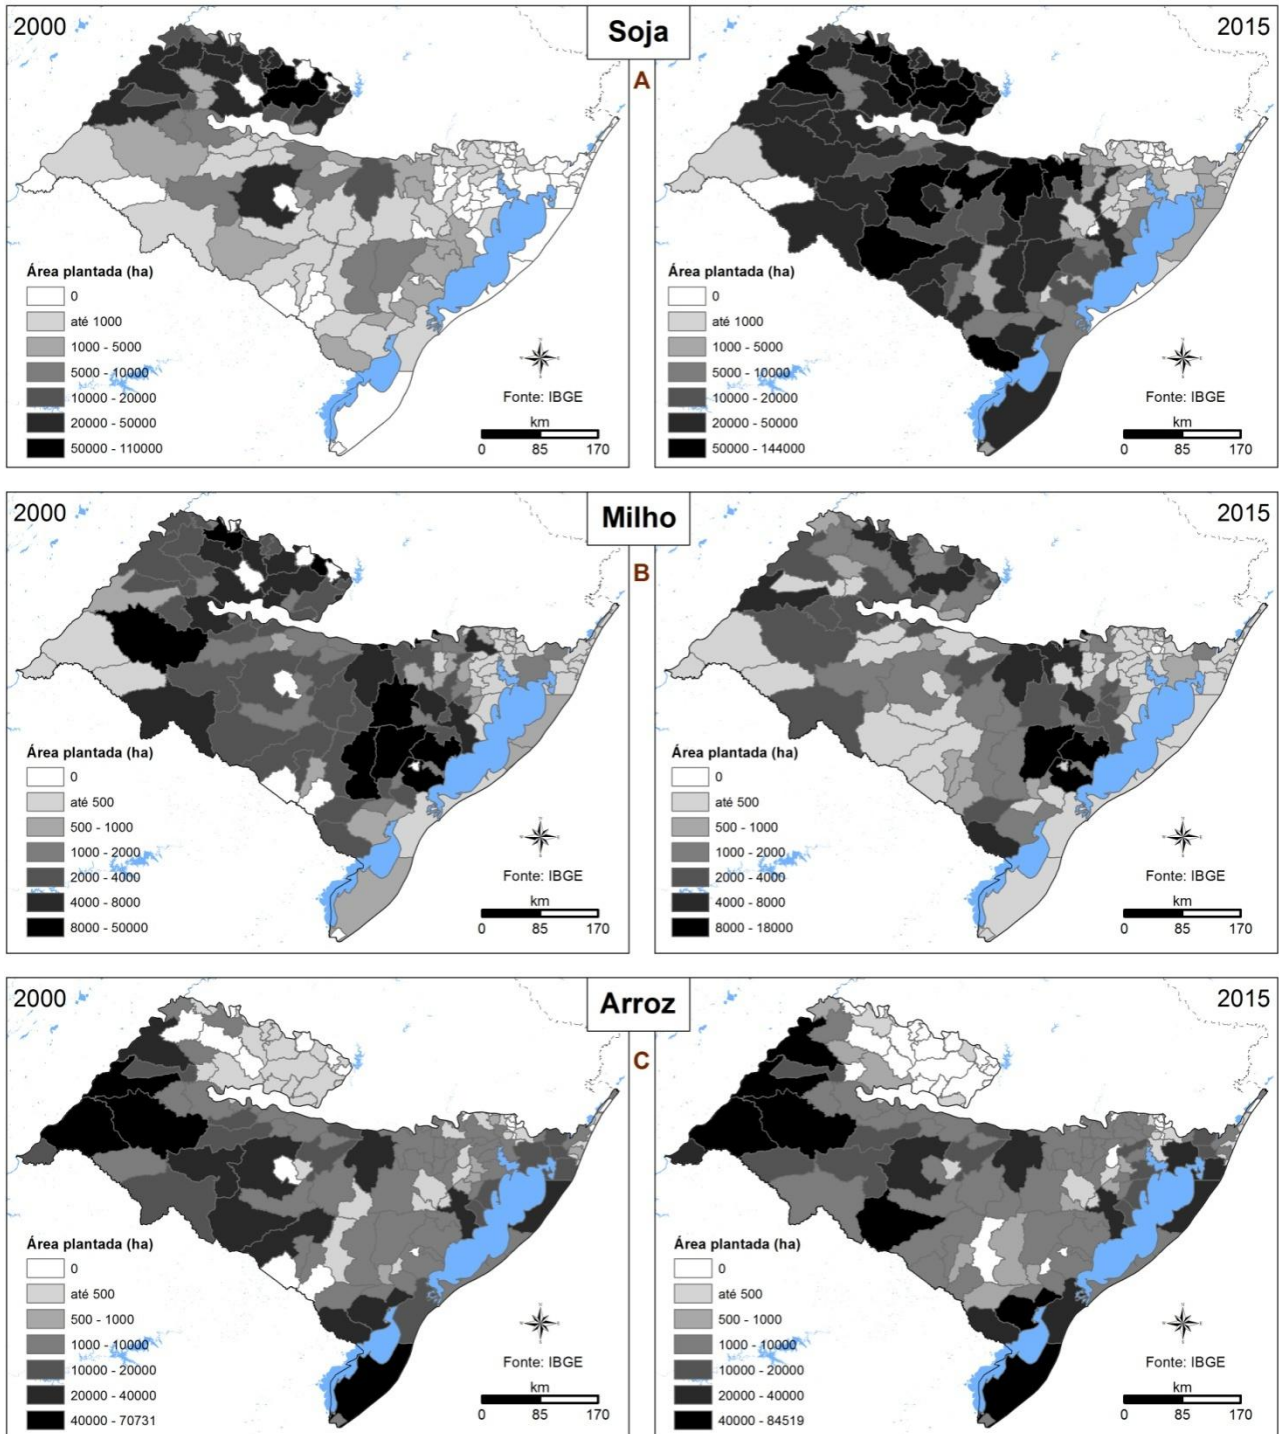 2000
Soja
2015
A
Área plantada (ha)
0
até 1000
1000 - 5000
5000 - 10000
10000 - 20000
20000 - 50000
50000 - 110000
Fonte: IBGE
km
0 85 170
Área plantada (ha)
0
até 1000
1000 - 5000
5000 - 10000
10000 - 20000
20000 - 50000
50000 - 144000
Fonte: IBGE
km
0 85 170
2000
Milho
2015
B
Área plantada (ha)
0
até 500
500 - 1000
1000 - 2000
2000 - 4000
4000 - 8000
8000 - 50000
Fonte: IBGE
km
0 85 170
Área plantada (ha)
0
até 500
500 - 1000
1000 - 2000
2000 - 4000
4000 - 8000
8000 - 18000
Fonte: IBGE
km
0 85 170
2000
Arroz
2015
C
Área plantada (ha)
0
até 500
500 - 1000
1000 - 10000
10000 - 20000
20000 - 40000
40000 - 70731
Fonte: IBGE
km
0 85 170
Área plantada (ha)
0
até 500
500 - 1000
1000 - 10000
10000 - 20000
20000 - 40000
40000 - 84519
Fonte: IBGE
km
0 85 170